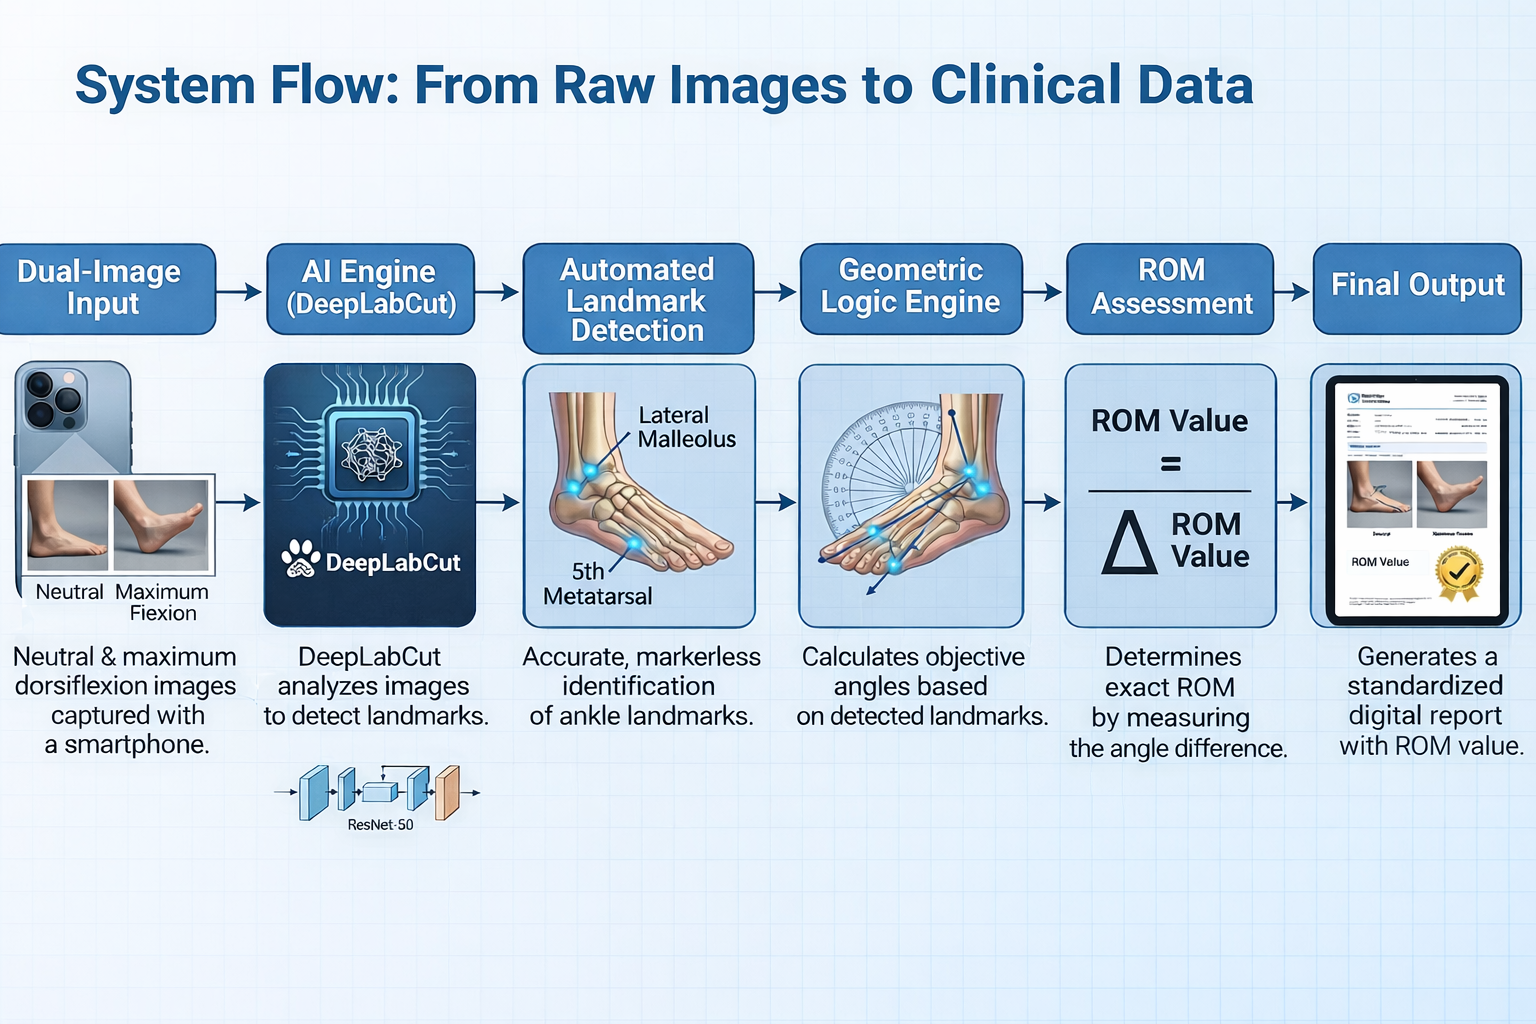 System Flow: From Raw Images to Clinical Data
Dual-Image
Input
AI Engine
(DeepLabCut)
Automated
Landmark
Detection
Geometric
Logic Engine
ROM
Assessment
Final Output
Neutral
Maximum
Flexion
DeepLabCut
Lateral
Malleolus
5th
Metatarsal
ROM Value
=
Δ
ROM
Value
ROM Value
Neutral & maximum
dorsiflexion images
captured with
a smartphone.
DeepLabCut
analyzes images
to detect landmarks.
ResNet-50
Accurate, markerless
identification
of ankle landmarks.
Calculates objective
angles based
on detected landmarks.
Determines
exact ROM
by measuring
the angle difference.
Generates a
standardized
digital report
with ROM value.